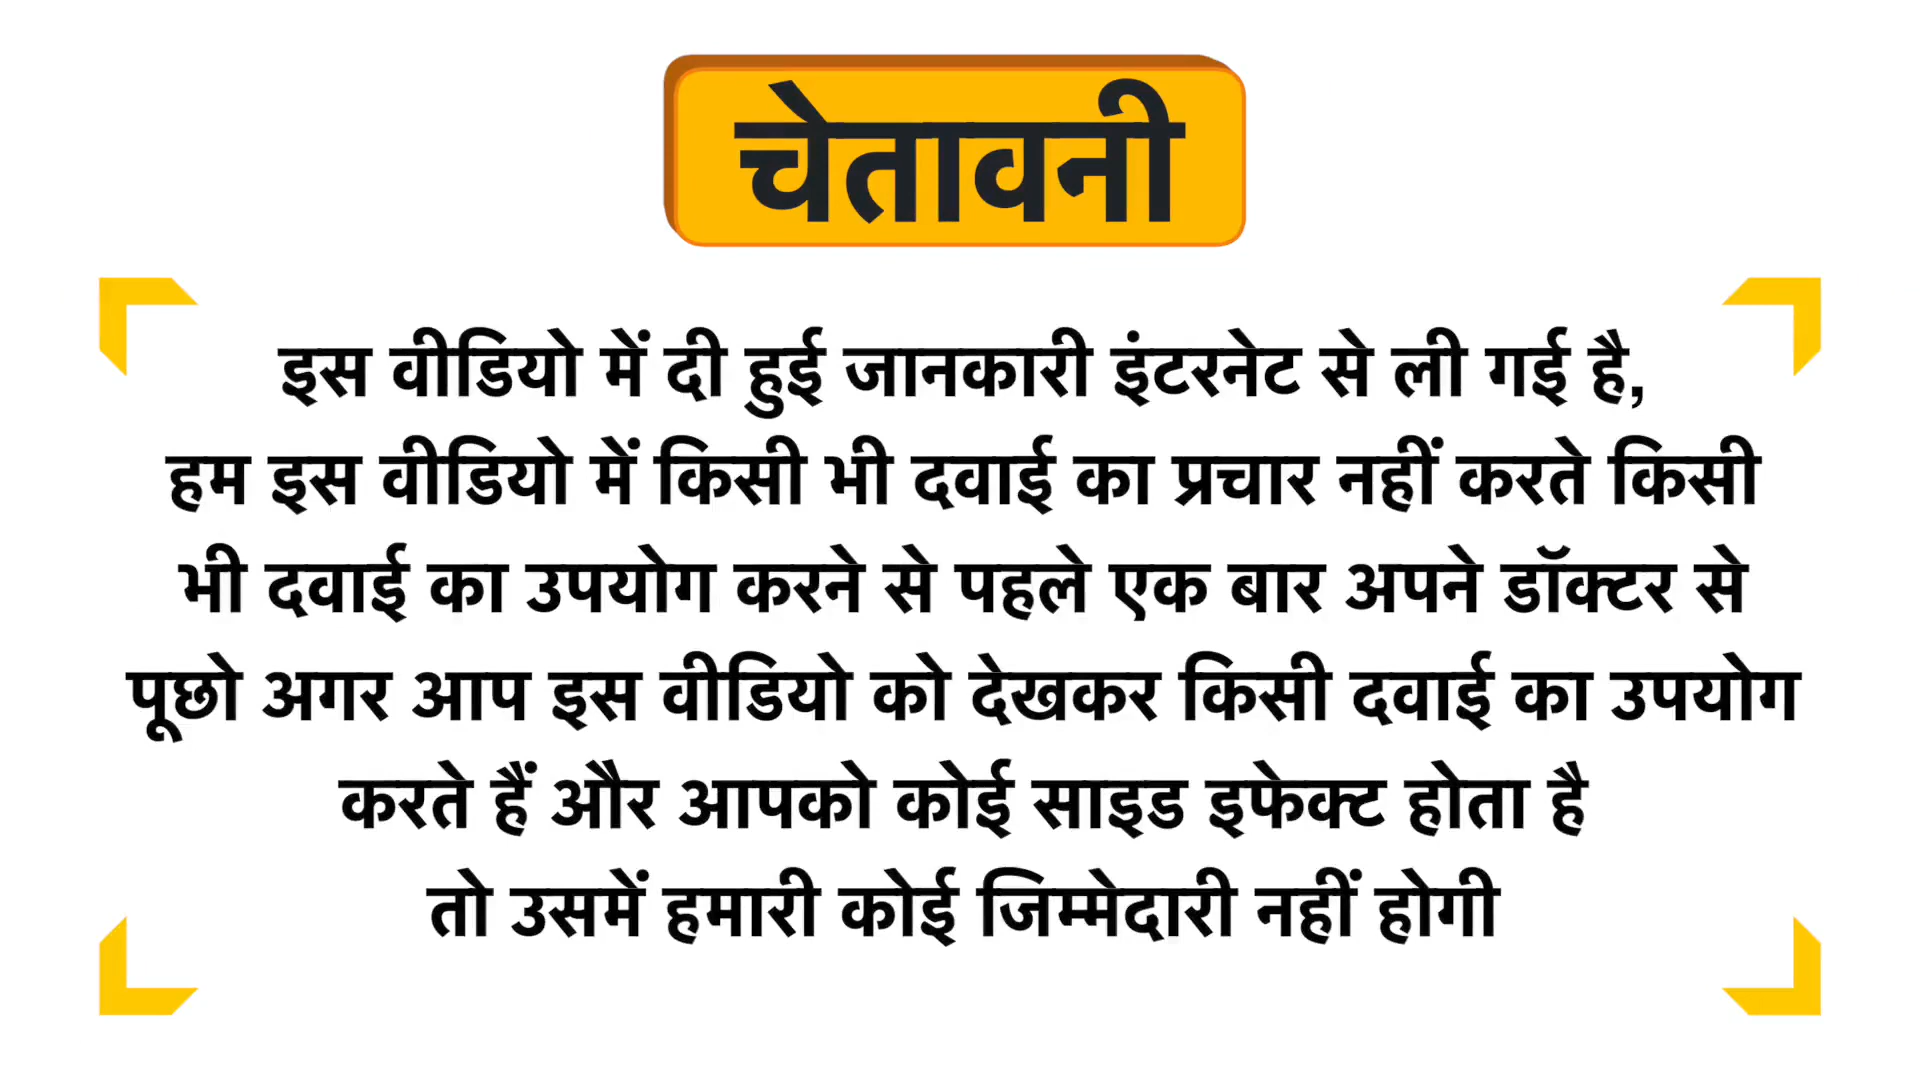 चेतावनी
इस वीडियो में दी हुई जानकारी इंटरनेट से ली गई है,
हम इस वीडियो में किसी भी दवाई का प्रचार नहीं करते किसी
भी दवाई का उपयोग करने से पहले एक बार अपने डॉक्टर से
पूछो अगर आप इस वीडियो को देखकर किसी दवाई का उपयोग
करते हैं और आपको कोई साइड इफेक्ट होता है
तो उसमें हमारी कोई जिम्मेदारी नहीं होगी